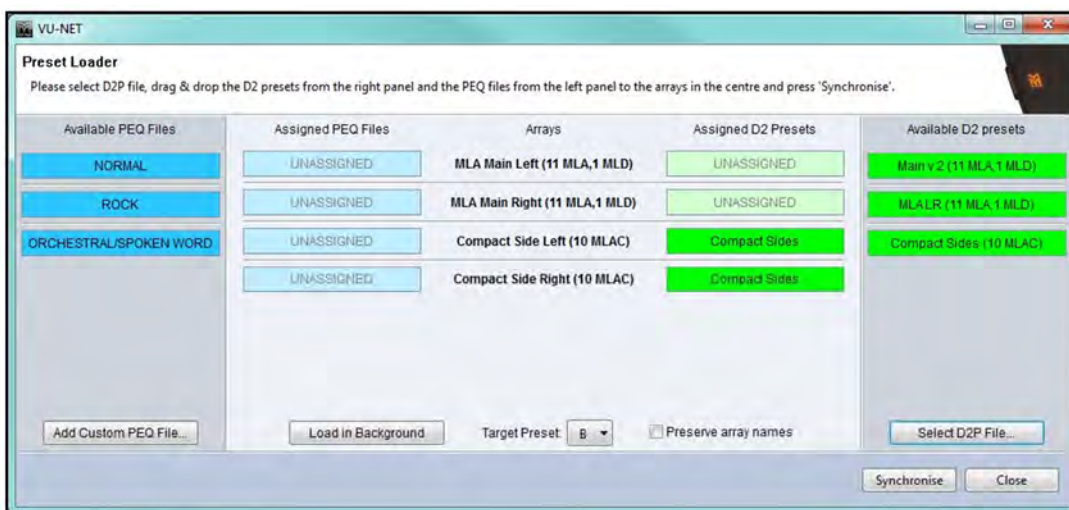 VU-NET
Preset Loader
Please select D2P file, drag & drop the D2 presets from the right panel and the PEQ files from the left panel to the arrays in the centre and press 'Synchronise'.
Available PEQ Files
Assigned PEQ Files
Arrays
Assigned D2 Presets
Available D2 presets
NORMAL
UNASSIGNED
MLA Main Left (11 MLA,1 MLD)
UNASSIGNED
Main v 2 (11 MLA,1 MLD)
ROCK
UNASSIGNED
MLA Main Right (11 MLA,1 MLD)
UNASSIGNED
MLA LR (11 MLA,1 MLD)
ORCHESTRAL/SPOKEN WORD
UNASSIGNED
Compact Side Left (10 MLAC)
Compact Sides
Compact Sides (10 MLAC)
UNASSIGNED
Compact Side Right (10 MLAC)
Compact Sides
Add Custom PEQ File...
Load in Background
Target Preset: B
Preserve array names
Select D2P File...
Synchronise
Close